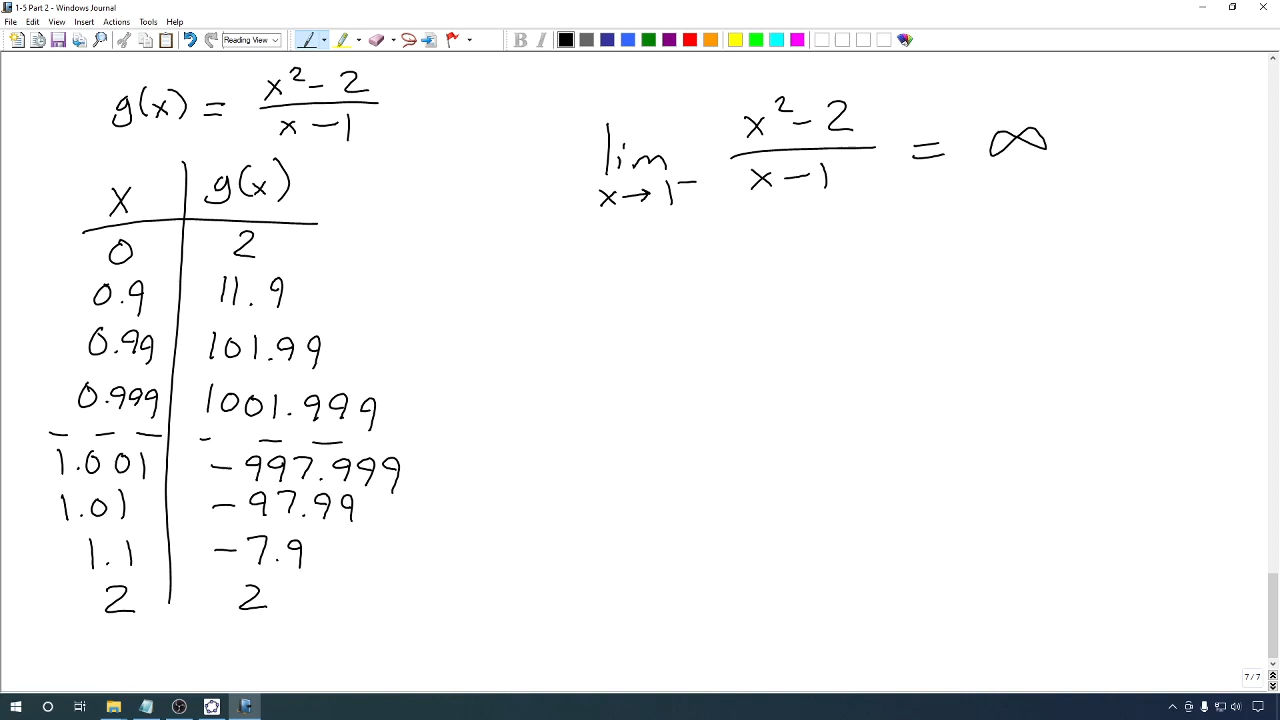 1-5 Part 2 - Windows Journal
File Edit View Insert Actions Tools Help
Reading View B I
g(x) = x² - 2 / x - 1
x g(x)
0 2
0.9 11.9
0.99 101.99
0.999 1001.999
1.001 -997.999
1.01 -97.99
1.1 -7.9
2 2
lim x→1⁻ x² - 2 / x - 1 = ∞
7 / 7